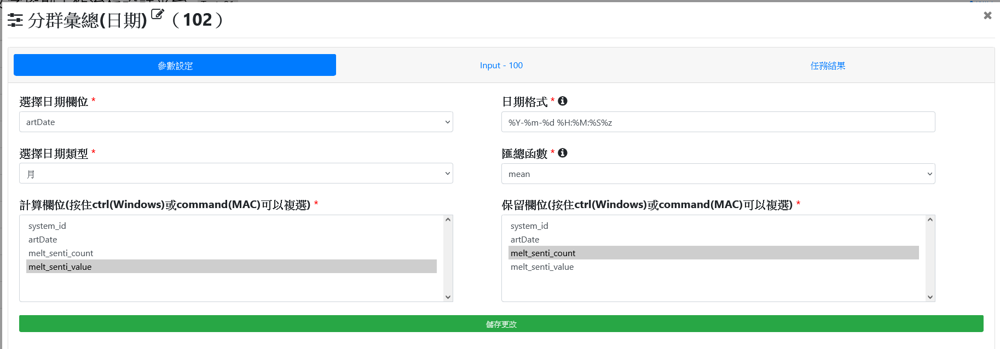 分群彙總(日期) （102）
參數設定
Input - 100
任務結果
選擇日期欄位 *
日期格式 *
artDate
%Y-%m-%d %H:%M:%S%z
選擇日期類型 *
匯總函數 *
月
mean
計算欄位(按住ctrl(Windows)或command(MAC)可以複選) *
保留欄位(按住ctrl(Windows)或command(MAC)可以複選) *
system_id
artDate
melt_senti_count
melt_senti_value
system_id
artDate
melt_senti_count
melt_senti_value
儲存更改